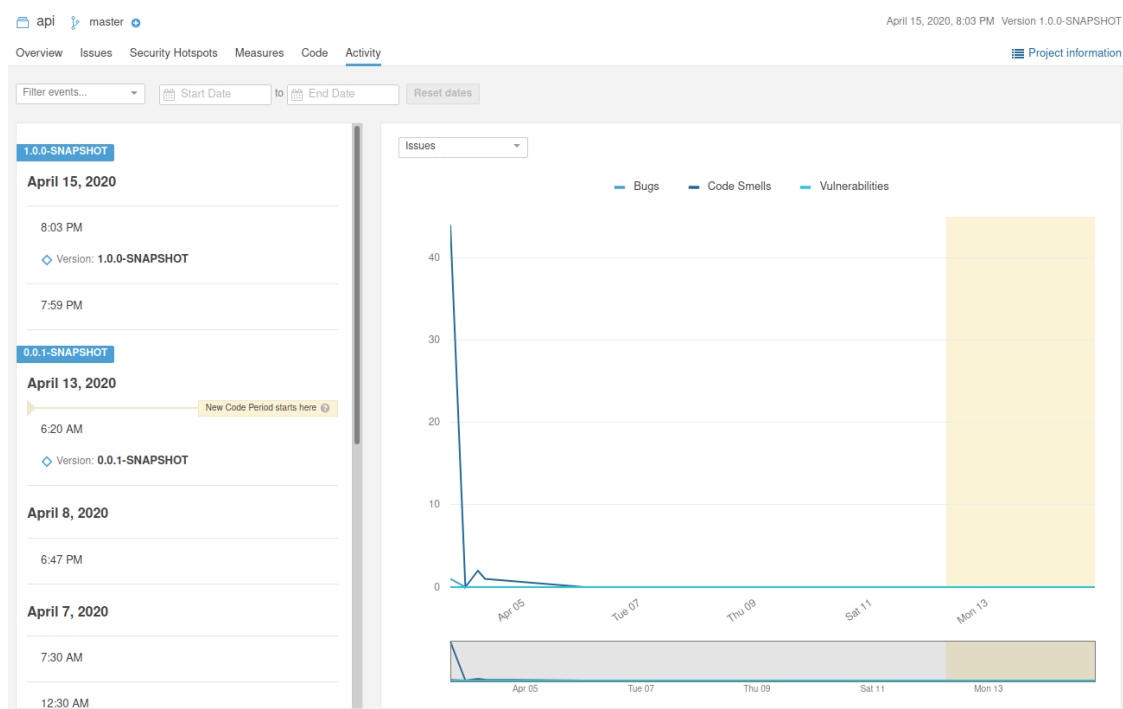 api master
April 15, 2020, 8:03 PM Version 1.0.0-SNAPSHOT
Overview Issues Security Hotspots Measures Code Activity
Project information
Filter events... Start Date to End Date Reset dates
1.0.0-SNAPSHOT
April 15, 2020
8:03 PM
Version: 1.0.0-SNAPSHOT
7:59 PM
0.0.1-SNAPSHOT
April 13, 2020
New Code Period starts here ?
6:20 AM
Version: 0.0.1-SNAPSHOT
April 8, 2020
6:47 PM
April 7, 2020
7:30 AM
12:30 AM
Issues
Bugs Code Smells Vulnerabilities
40
30
20
10
0
Apr 05 Tue 07 Thu 09 Sat 11 Mon 13
Apr 05 Tue 07 Thu 09 Sat 11 Mon 13